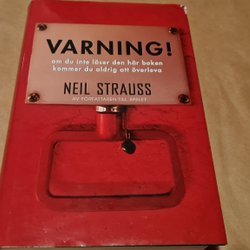 VARNING!
om du inte läser den här boken
kommer du aldrig att överleva
NEIL STRAUSS
AV FÖRFATTAREN TILL SPELET